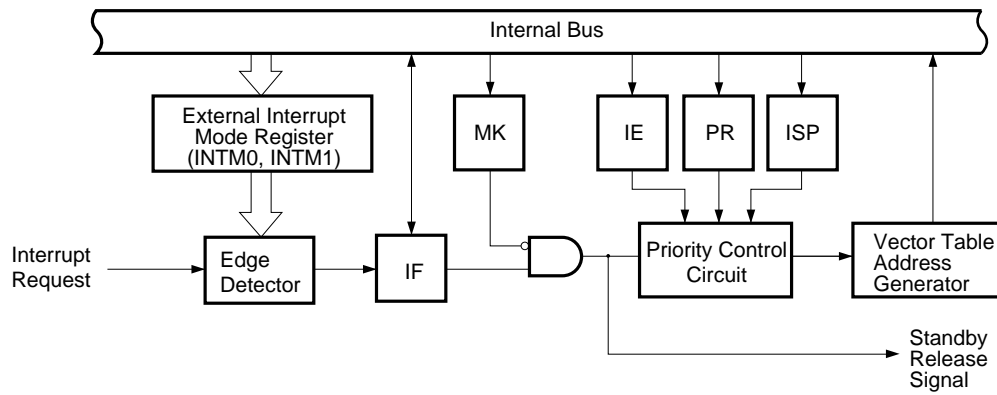 Internal Bus
External Interrupt
Mode Register
(INTM0, INTM1)
MK
IE
PR
ISP
Interrupt
Request
Edge
Detector
IF
Priority Control
Circuit
Vector Table
Address
Generator
Standby
Release
Signal